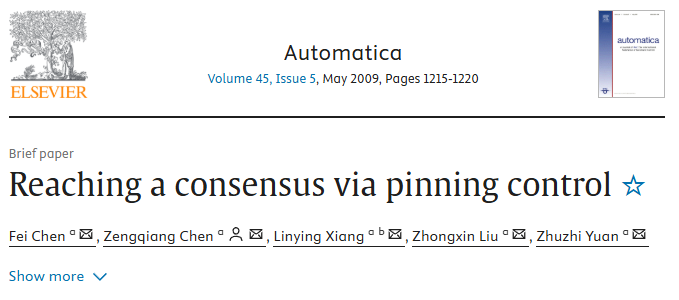 ELSEVIER
Automatica
Volume 45, Issue 5, May 2009, Pages 1215-1220
automatica
Brief paper
Reaching a consensus via pinning control ☆
Fei Chen a, Zengqiang Chen a, Linying Xiang a b, Zhongxin Liu a, Zhuzhi Yuan a
Show more